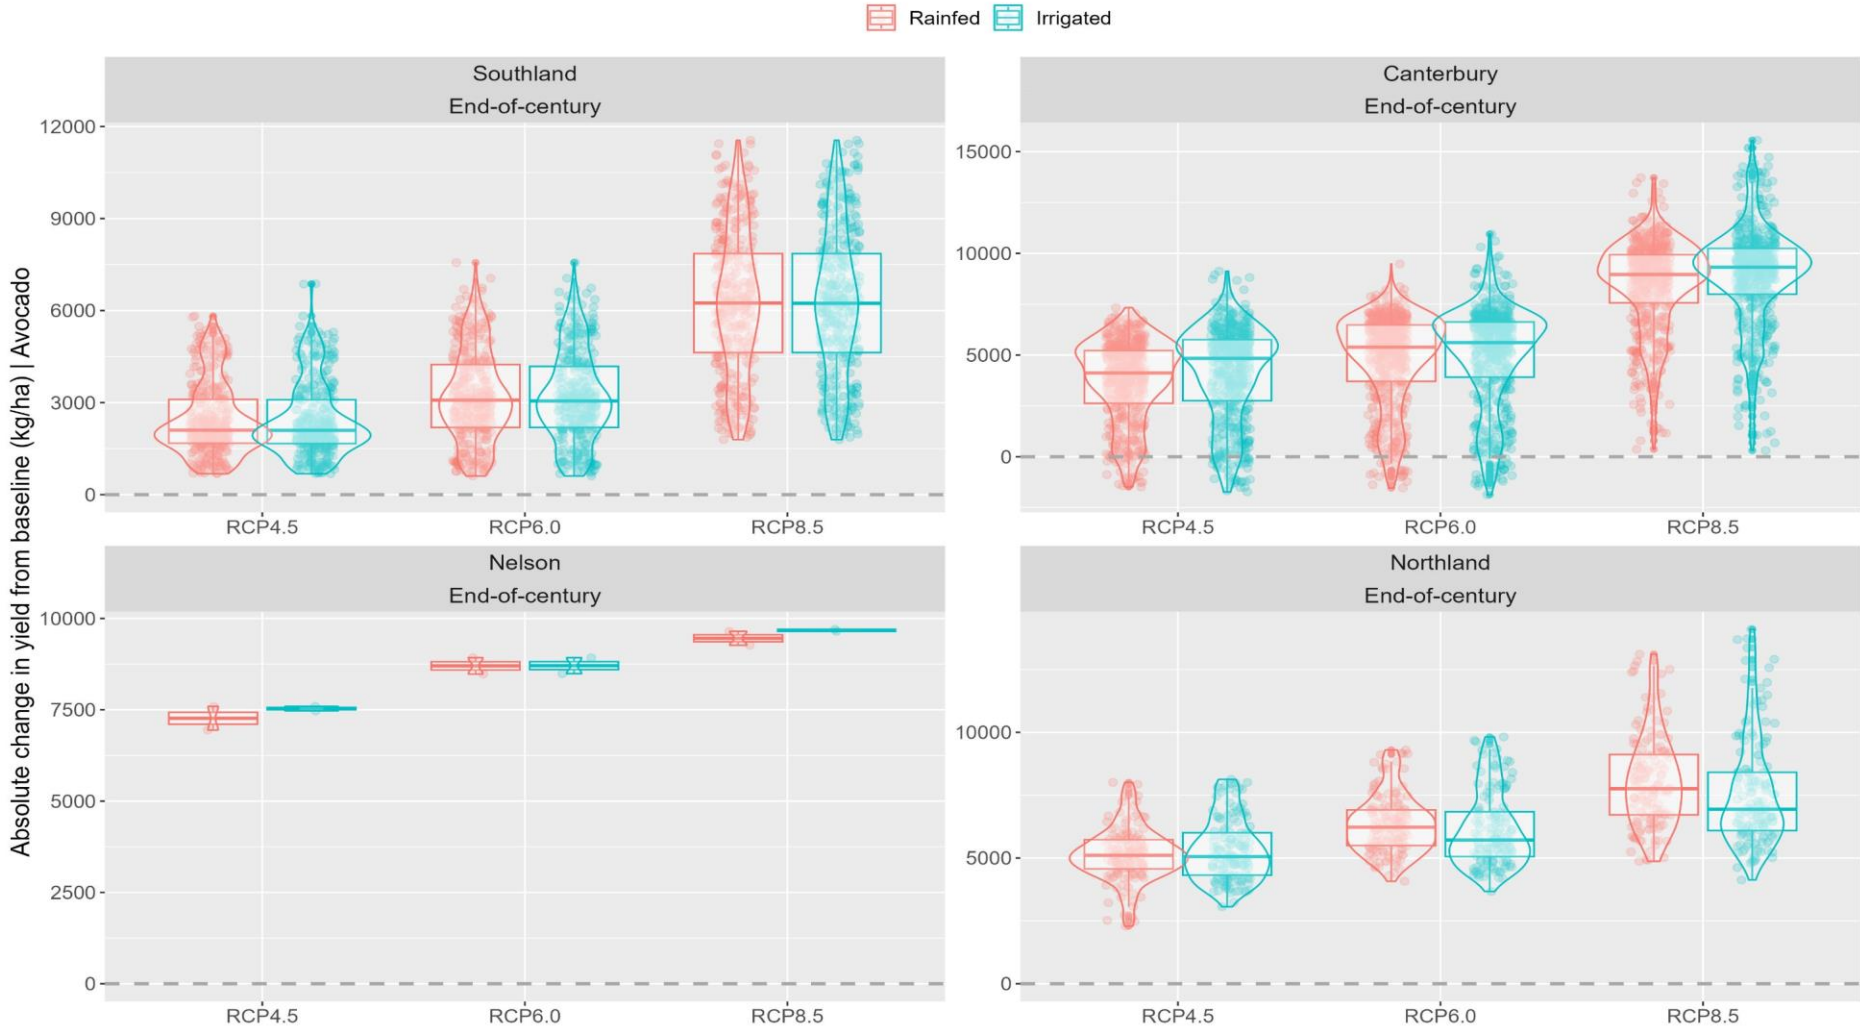 Rainfed Irrigated
Absolute change in yield from baseline (kg/ha) | Avocado
Southland
End-of-century
12000
9000
6000
3000
0
RCP4.5 RCP6.0 RCP8.5
Canterbury
End-of-century
15000
10000
5000
0
RCP4.5 RCP6.0 RCP8.5
Nelson
End-of-century
10000
7500
5000
2500
0
RCP4.5 RCP6.0 RCP8.5
Northland
End-of-century
10000
5000
0
RCP4.5 RCP6.0 RCP8.5